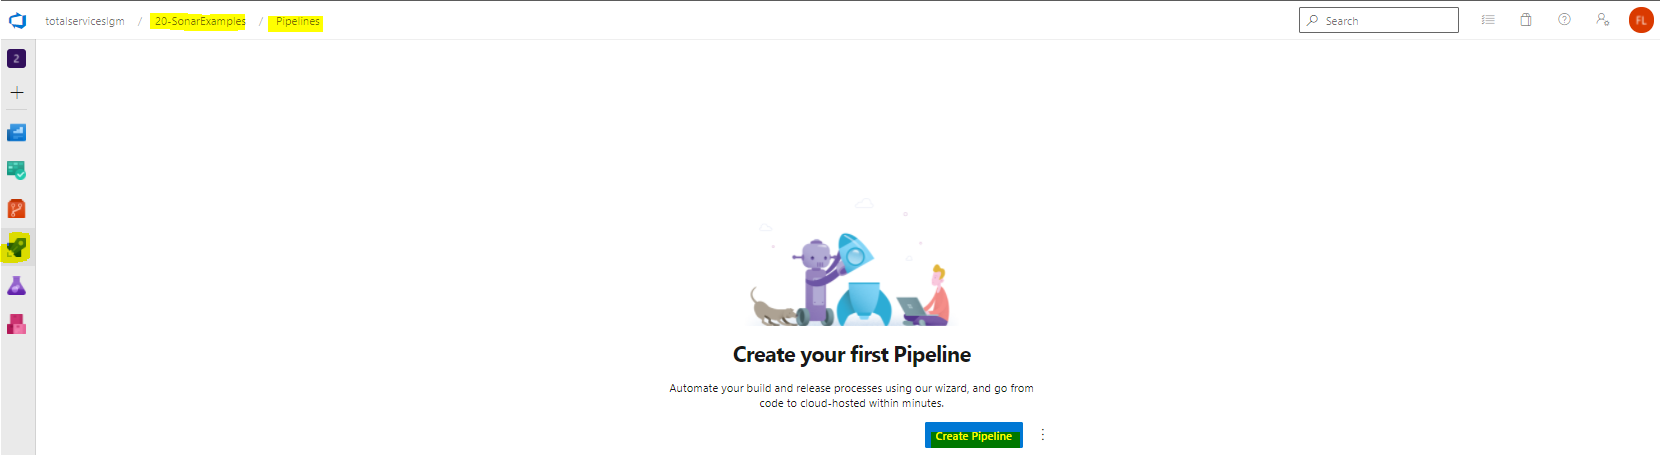 totalserviceslgm / 20-SonarExamples / Pipelines
Search
FL
2
Create your first Pipeline
Automate your build and release processes using our wizard, and go from
code to cloud-hosted within minutes.
Create Pipeline